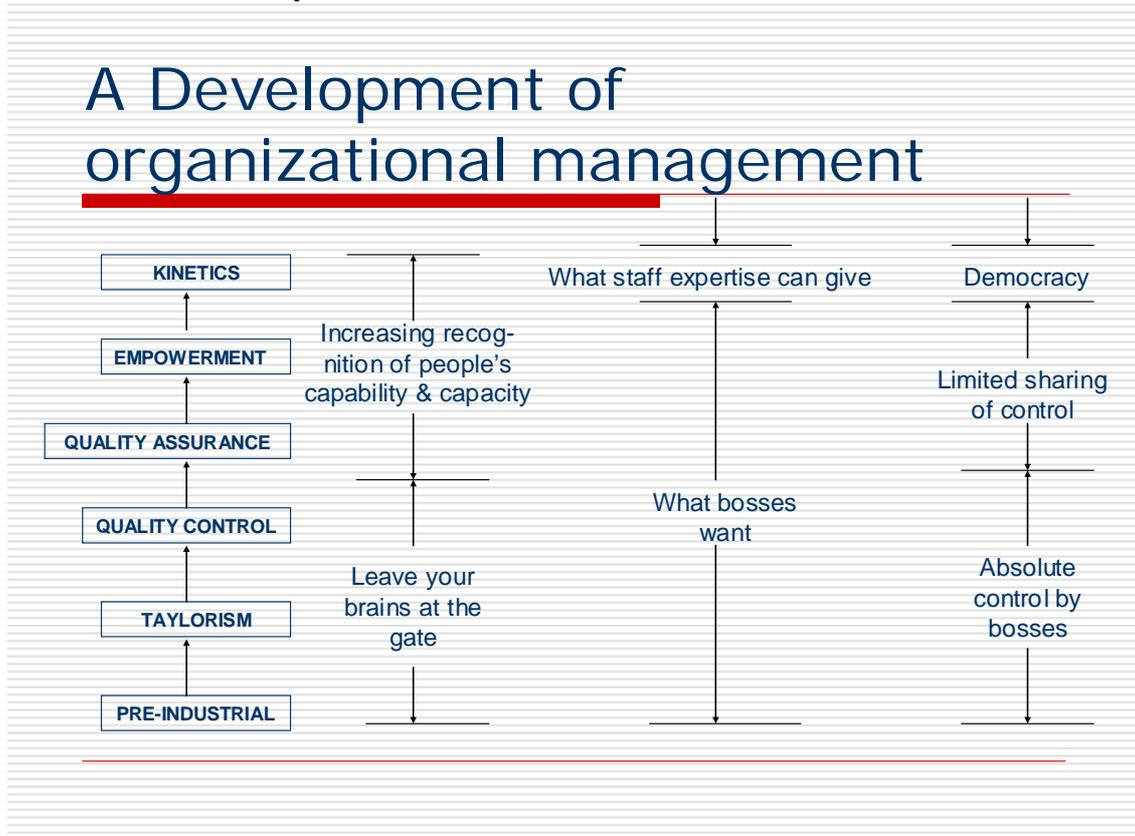 A Development of
organizational management
KINETICS
EMPOWERMENT
QUALITY ASSURANCE
QUALITY CONTROL
TAYLORISM
PRE-INDUSTRIAL
Increasing recog-
nition of people's
capability & capacity
Leave your
brains at the
gate
What staff expertise can give
What bosses
want
Democracy
Limited sharing
of control
Absolute
control by
bosses